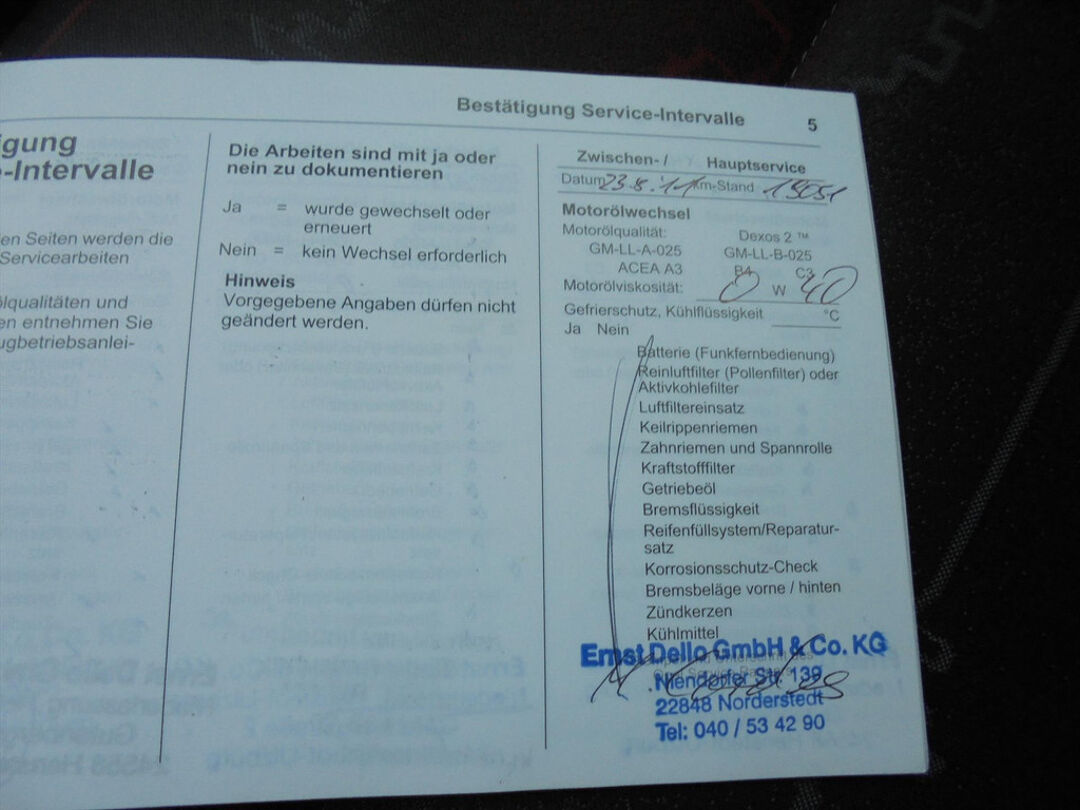 Bestätigung Service-Intervalle 5
igung
e-Intervalle
en Seiten werden die
Servicearbeiten
ölqualitäten und
en entnehmen Sie
ugbetriebsanlei-
Die Arbeiten sind mit ja oder
nein zu dokumentieren
Ja = wurde gewechselt oder
erneuert
Nein = kein Wechsel erforderlich
Hinweis
Vorgegebene Angaben dürfen nicht
geändert werden.
Zwischen- / Hauptservice
Datum 23.8.11 km-Stand 19051
Motorölwechsel
Motorölqualität: Dexos 2 ™
GM-LL-A-025 GM-LL-B-025
ACEA A3 B4 C3
Motorölviskosität: 0 W 40
Gefrierschutz, Kühlflüssigkeit °C
Ja Nein
Batterie (Funkfernbedienung)
Reinluftfilter (Pollenfilter) oder
Aktivkohlefilter
Luftfiltereinsatz
Keilrippenriemen
Zahnriemen und Spannrolle
Kraftstofffilter
Getriebeöl
Bremsflüssigkeit
Reifenfüllsystem/Reparatur-
satz
Korrosionsschutz-Check
Bremsbeläge vorne / hinten
Zündkerzen
Kühlmittel
Ernst Dello GmbH & Co. KG
Niendorfer Str. 139
22848 Norderstedt
Tel: 040 / 53 42 90